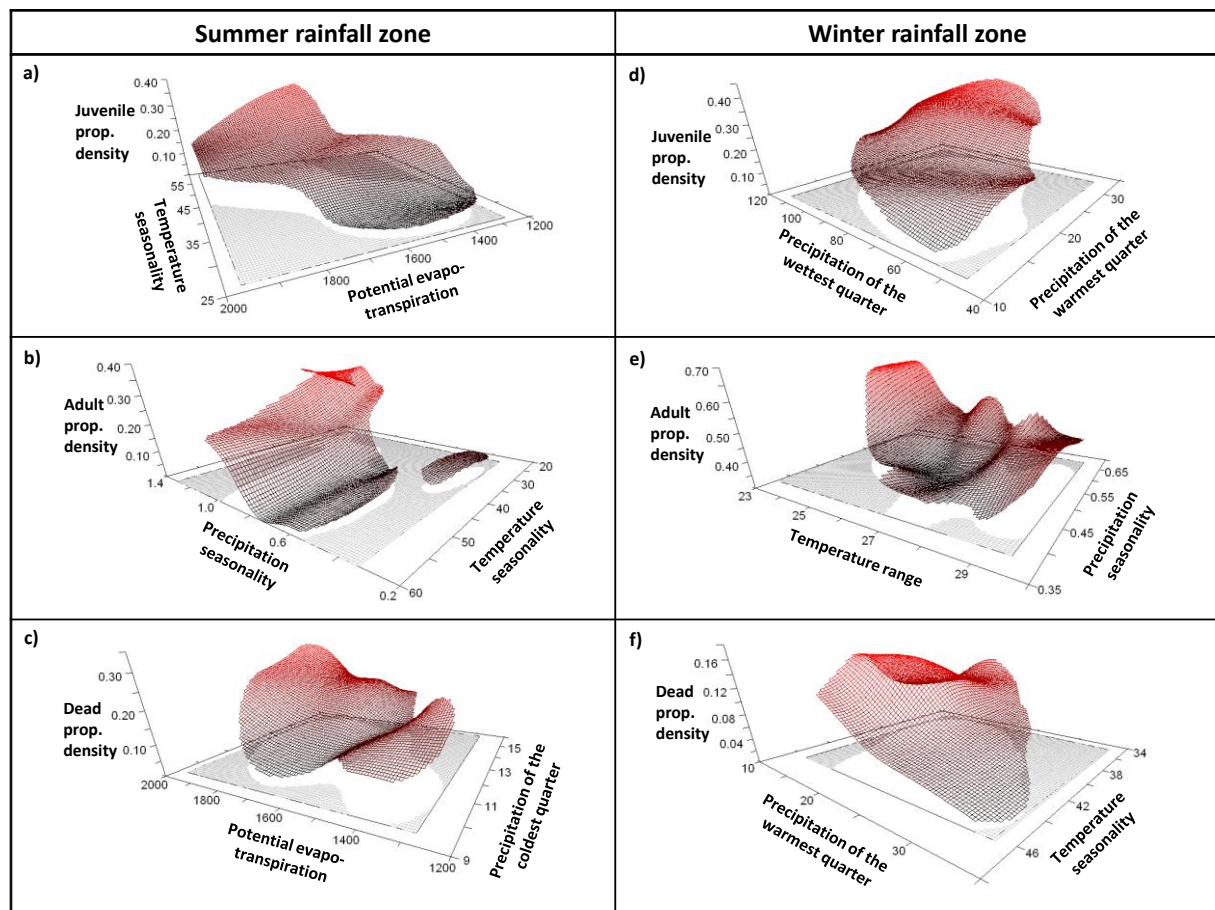 Summer rainfall zone
Winter rainfall zone
a)
0.40
0.30
0.20
0.10
Juvenile
prop.
density
55
45
35
25
Temperature
seasonality
2000
1800
1600
1400
1200
Potential evapo-
transpiration
d)
0.40
0.30
0.20
0.10
Juvenile
prop.
density
120
100
80
60
40
Precipitation of the
wettest quarter
10
20
30
Precipitation of the
warmest quarter
b)
0.40
0.30
0.20
0.10
Adult
prop.
density
1.4
1.0
0.6
0.2
Precipitation
seasonality
60
50
40
30
20
Temperature
seasonality
e)
0.70
0.60
0.50
0.40
Adult
prop.
density
23
25
27
29
Temperature range
0.35
0.45
0.55
0.65
Precipitation
seasonality
c)
0.30
0.20
0.10
Dead
prop.
density
2000
1800
1600
1400
1200
Potential evapo-
transpiration
9
11
13
15
Precipitation of the
coldest quarter
f)
0.16
0.12
0.08
0.04
Dead
prop.
density
10
20
30
Precipitation of the
warmest quarter
46
42
38
34
Temperature
seasonality